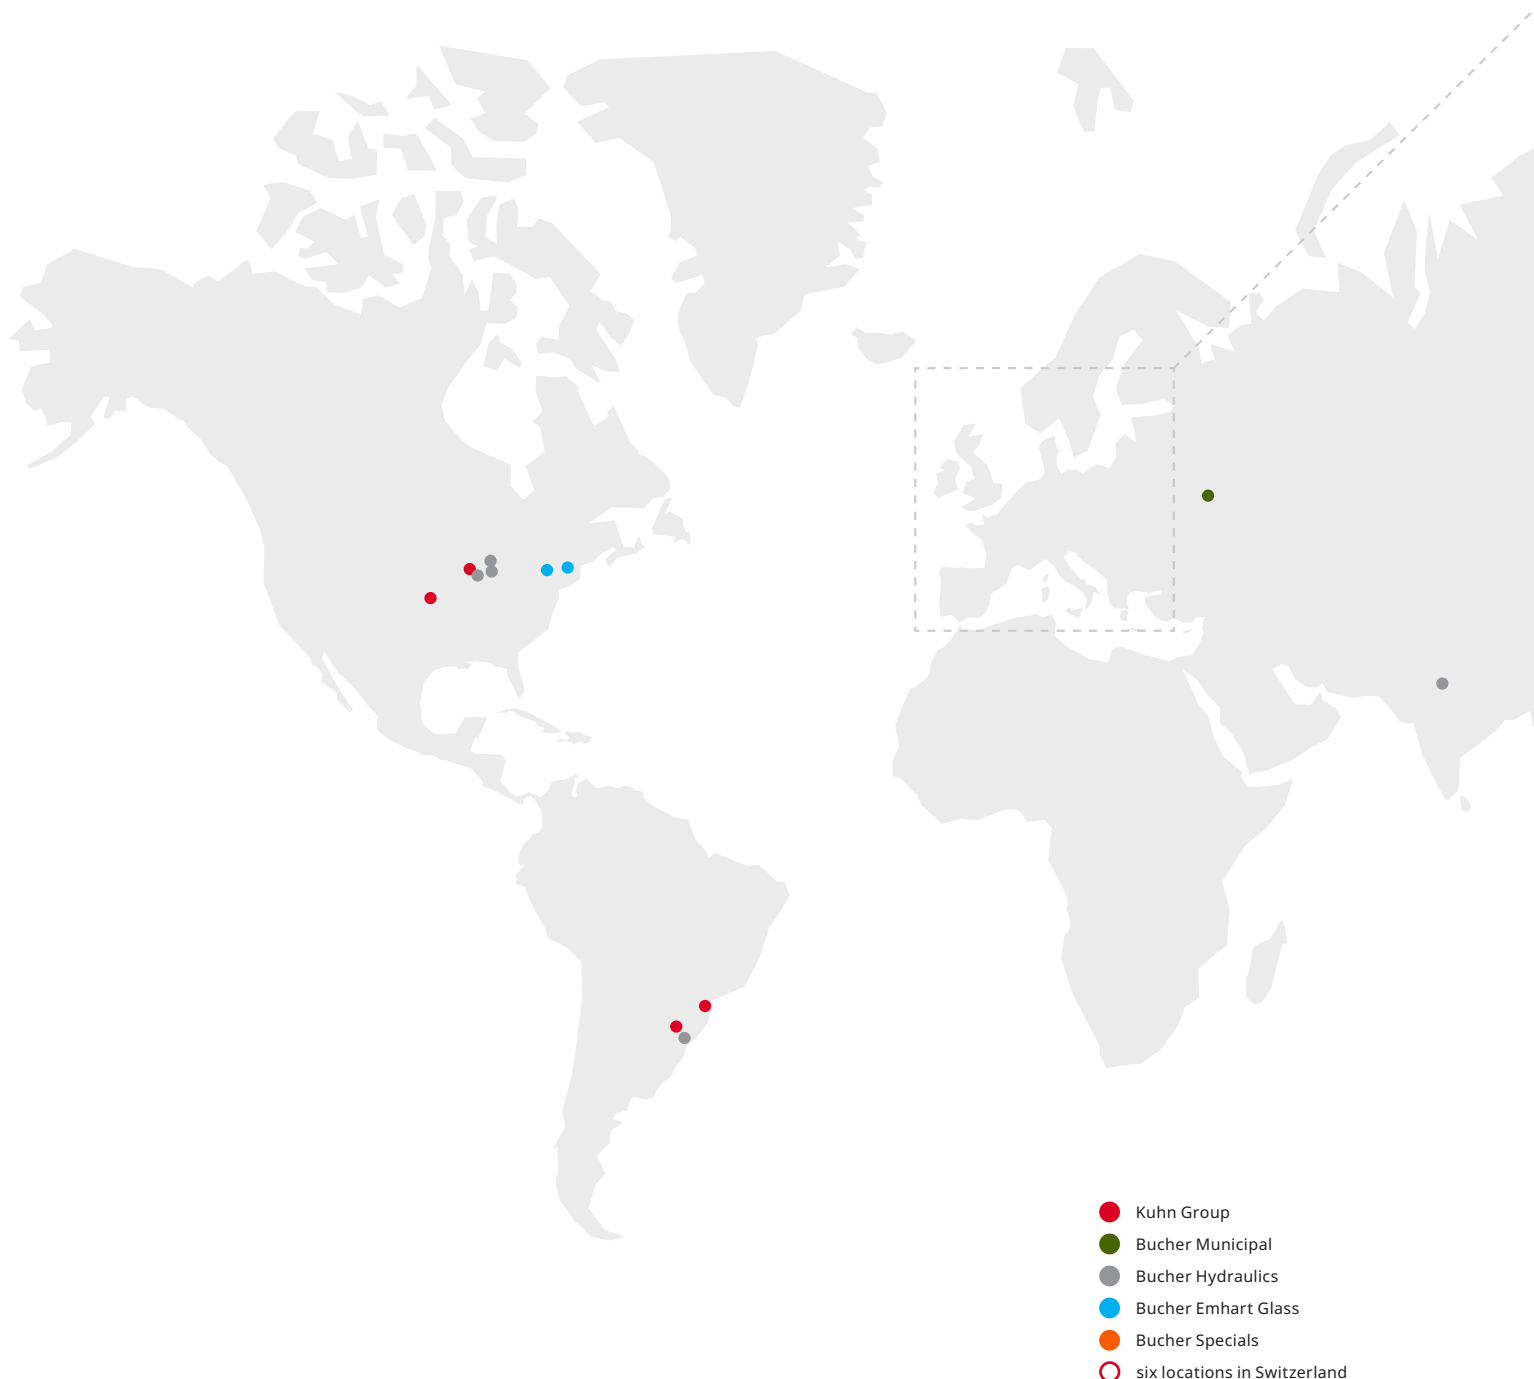 Kuhn Group
Bucher Municipal
Bucher Hydraulics
Bucher Emhart Glass
Bucher Specials
six locations in Switzerland